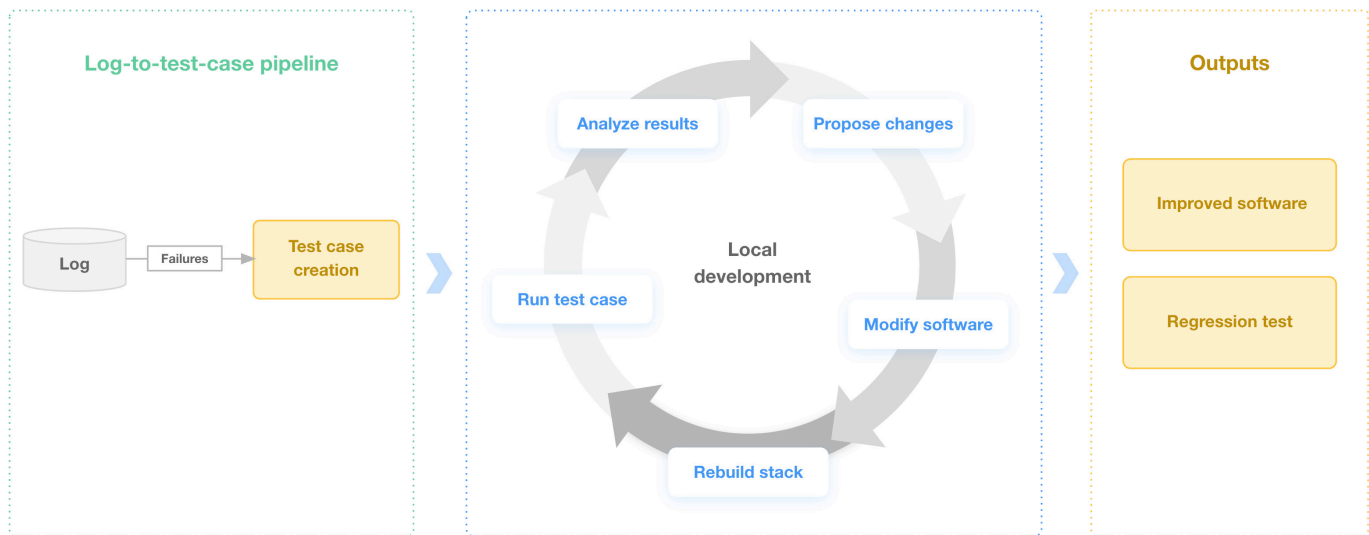 Log-to-test-case pipeline
Log
Failures
Test case
creation
Analyze results
Propose changes
Local
development
Run test case
Modify software
Rebuild stack
Outputs
Improved software
Regression test